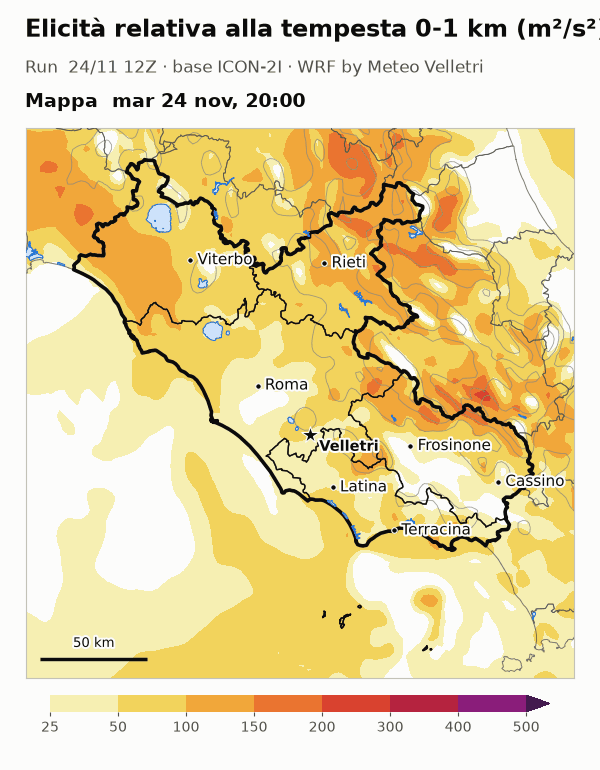 Elicità relativa alla tempesta 0-1 km (m²/s²)
Run  24/11 12Z · base ICON-2I · WRF by Meteo Velletri
Mappa  mar 24 nov, 20:00
Viterbo
Rieti
Roma
Velletri
Frosinone
Cassino
Latina
Terracina
50 km
25 50 100 150 200 300 400 500